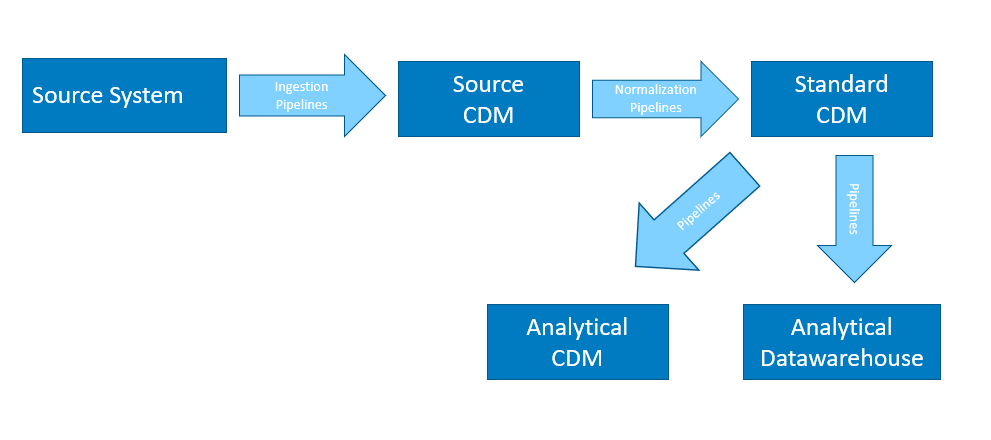 Source System
Ingestion
Pipelines
Source
CDM
Normalization
Pipelines
Standard
CDM
Pipelines
Pipelines
Analytical
CDM
Analytical
Datawarehouse